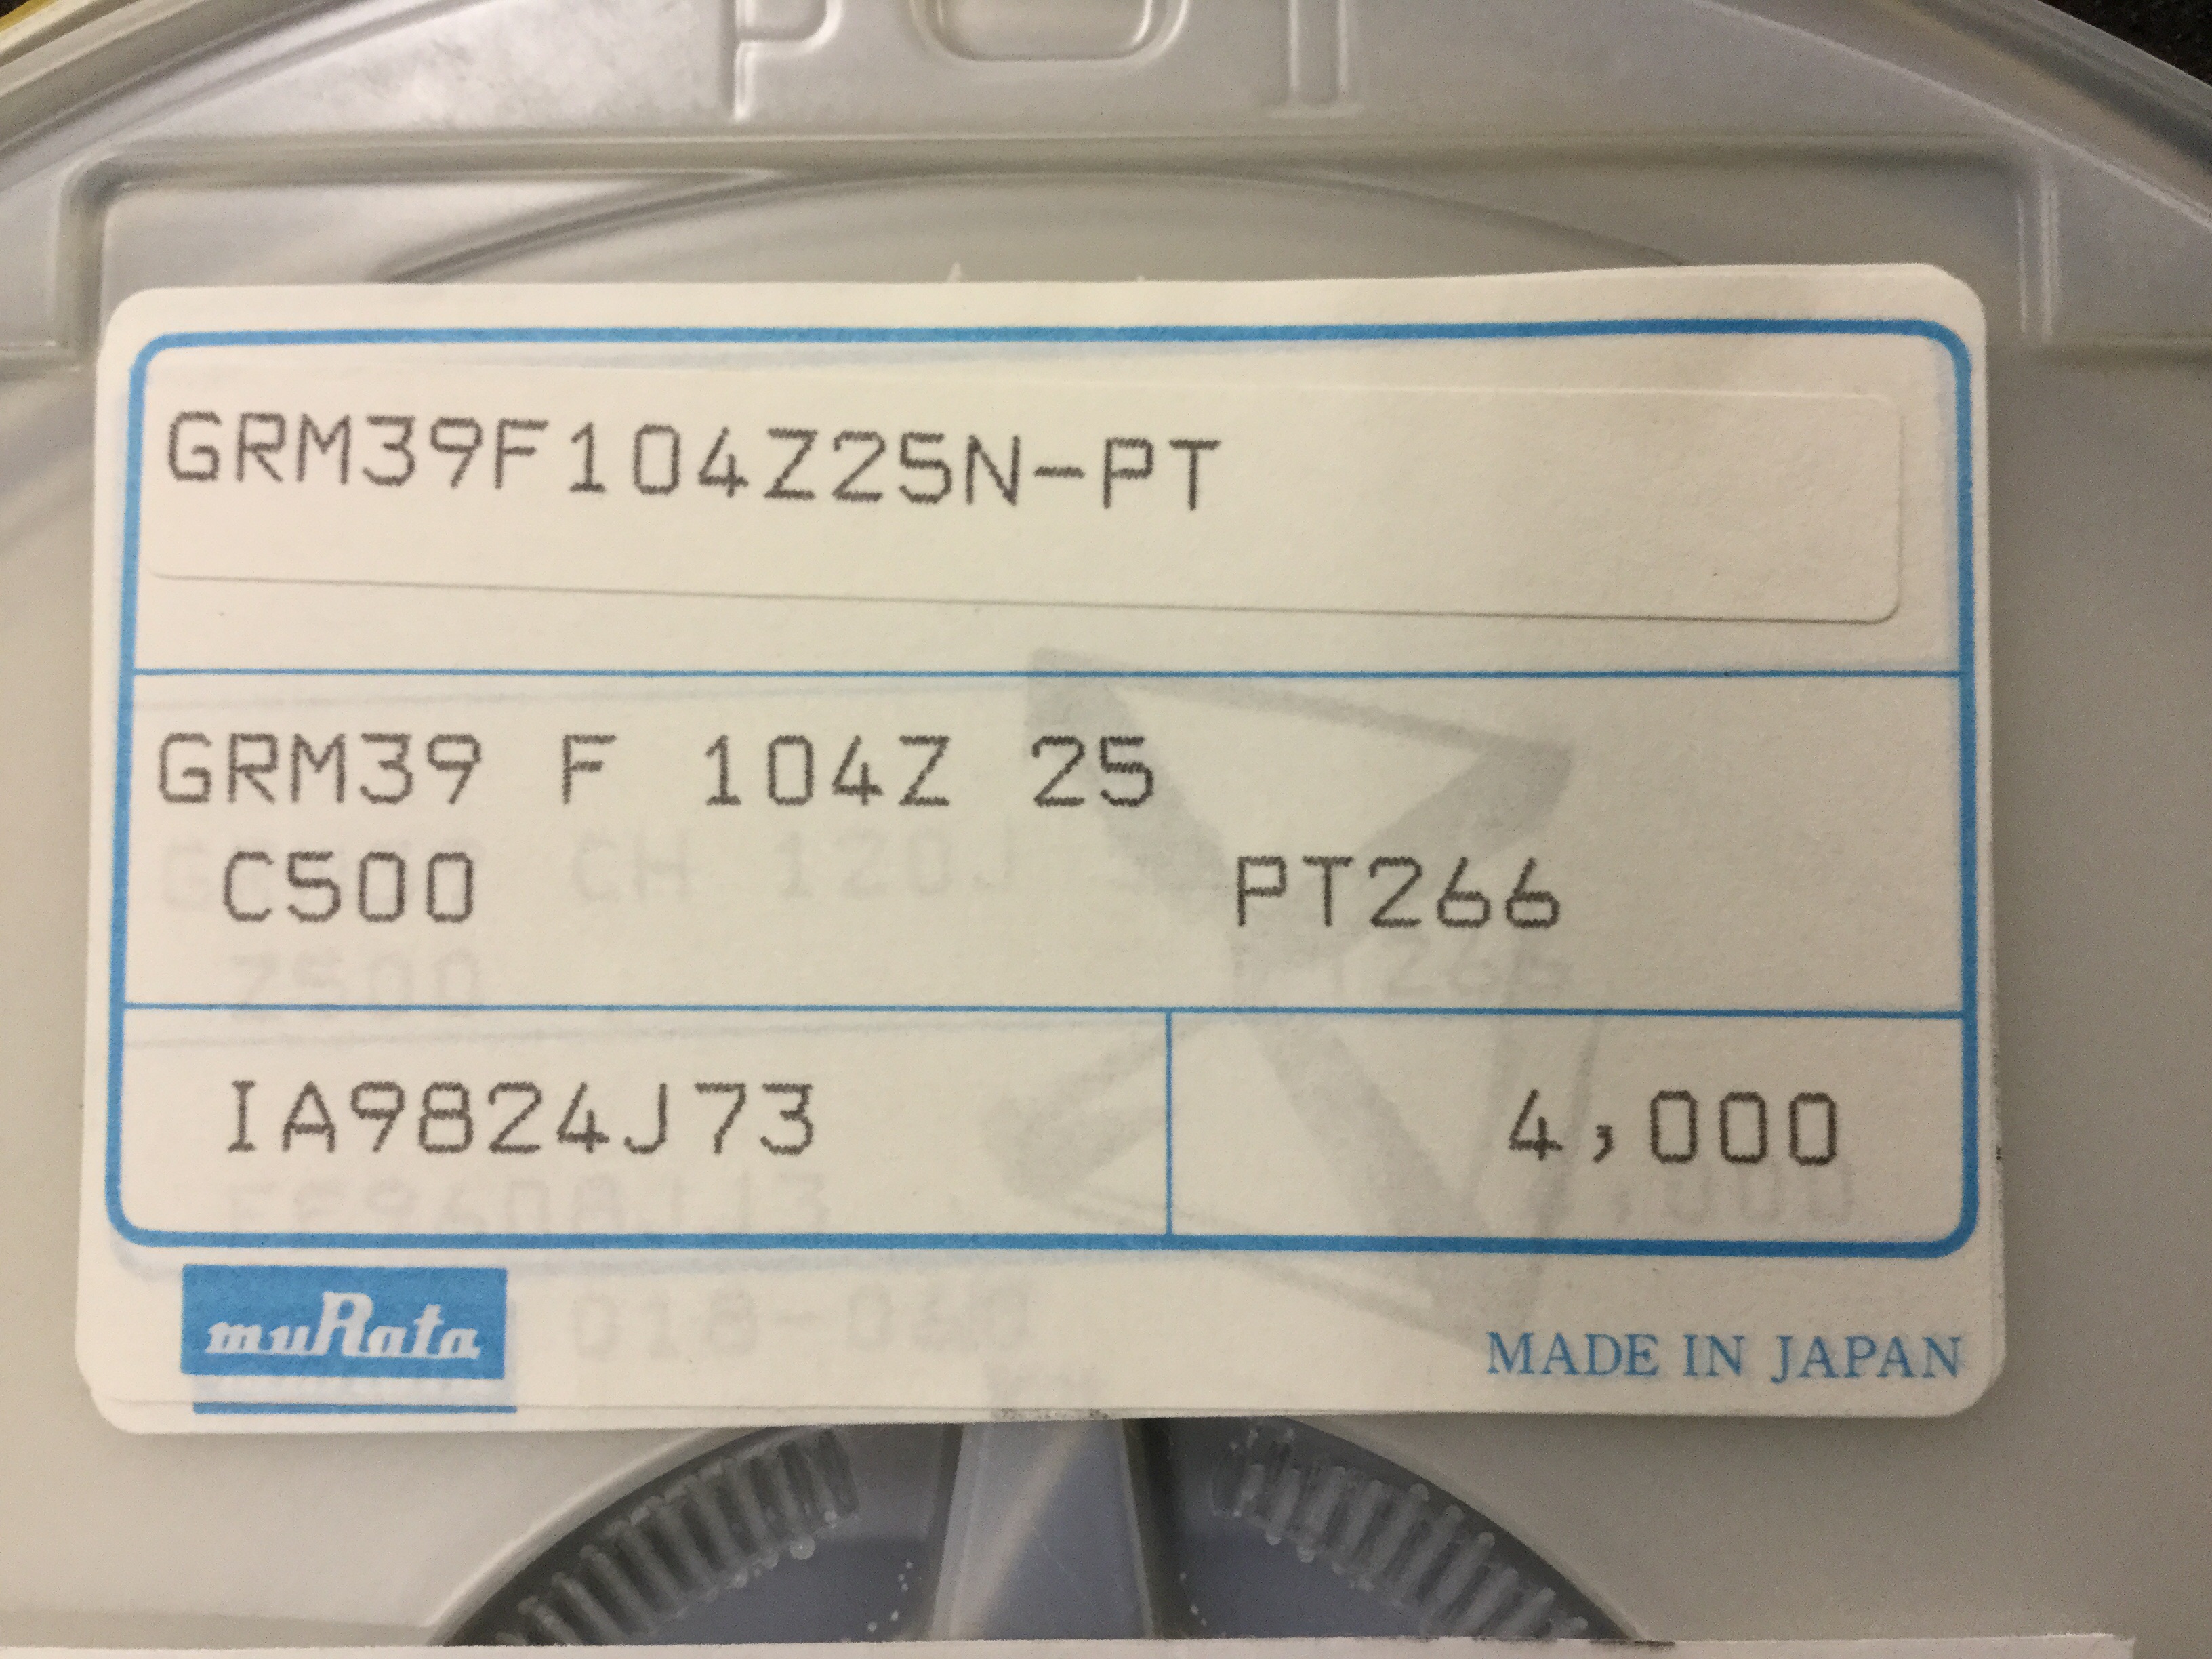 GRM39F104Z25N-PT
GRM39 F 104Z 25
C500 PT266
IA9824J73 4,000
muRata
MADE IN JAPAN